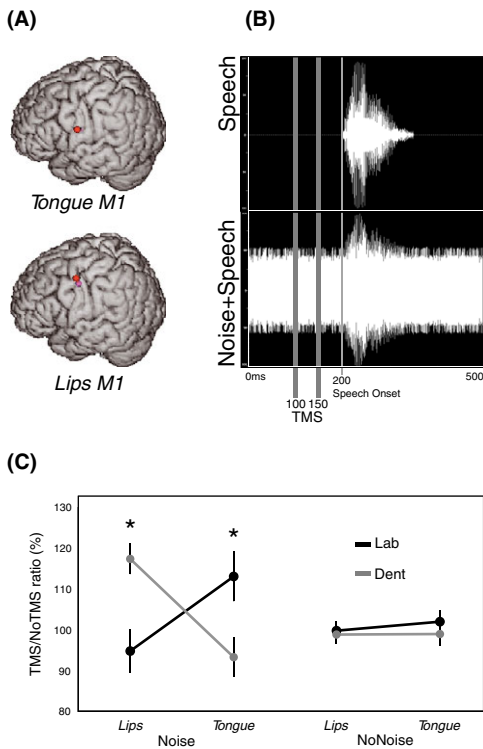 (A)
Tongue M1
Lips M1
(B)
Speech
Noise+Speech
0ms 200 500
Speech Onset
100 150
TMS
(C)
TMS/NoTMS ratio (%)
130
120
110
100
90
80
* *
Lab
Dent
Lips Tongue Lips Tongue
Noise NoNoise